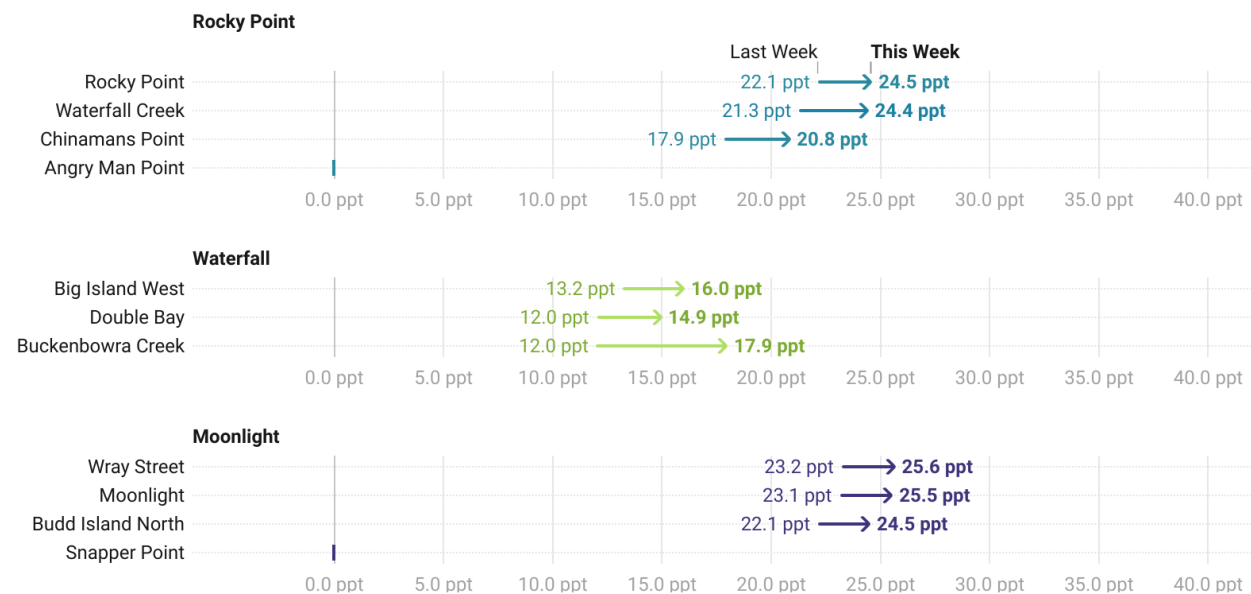 Rocky Point
Last Week This Week
Rocky Point 22.1 ppt 24.5 ppt
Waterfall Creek 21.3 ppt 24.4 ppt
Chinamans Point 17.9 ppt 20.8 ppt
Angry Man Point
0.0 ppt 5.0 ppt 10.0 ppt 15.0 ppt 20.0 ppt 25.0 ppt 30.0 ppt 35.0 ppt 40.0 ppt
Waterfall
Big Island West 13.2 ppt 16.0 ppt
Double Bay 12.0 ppt 14.9 ppt
Buckenbowra Creek 12.0 ppt 17.9 ppt
0.0 ppt 5.0 ppt 10.0 ppt 15.0 ppt 20.0 ppt 25.0 ppt 30.0 ppt 35.0 ppt 40.0 ppt
Moonlight
Wray Street 23.2 ppt 25.6 ppt
Moonlight 23.1 ppt 25.5 ppt
Budd Island North 22.1 ppt 24.5 ppt
Snapper Point
0.0 ppt 5.0 ppt 10.0 ppt 15.0 ppt 20.0 ppt 25.0 ppt 30.0 ppt 35.0 ppt 40.0 ppt